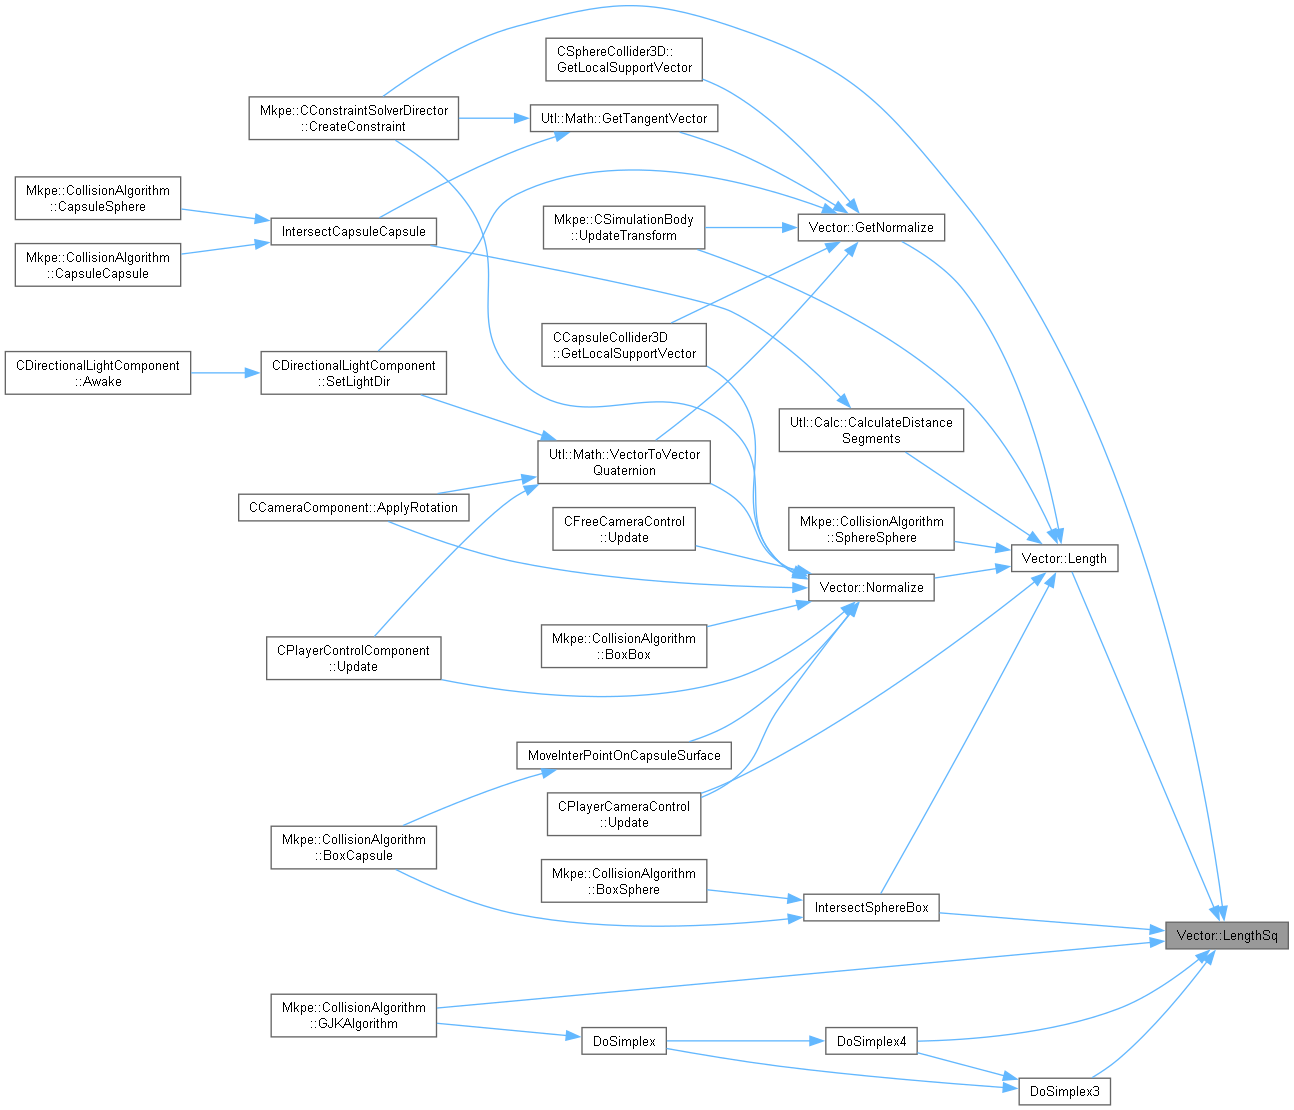 CSphereCollider3D::
GetLocalSupportVector
Mkpe::CConstraintSolverDirector
::CreateConstraint
Utl::Math::GetTangentVector
Mkpe::CollisionAlgorithm
::CapsuleSphere
Mkpe::CSimulationBody
::UpdateTransform
Vector::GetNormalize
IntersectCapsuleCapsule
Mkpe::CollisionAlgorithm
::CapsuleCapsule
CCapsuleCollider3D
::GetLocalSupportVector
CDirectionalLightComponent
::Awake
CDirectionalLightComponent
::SetLightDir
Utl::Calc::CalculateDistance
Segments
Utl::Math::VectorToVector
Quaternion
CCameraComponent::ApplyRotation
CFreeCameraControl
::Update
Mkpe::CollisionAlgorithm
::SphereSphere
Vector::Length
Vector::Normalize
Mkpe::CollisionAlgorithm
::BoxBox
CPlayerControlComponent
::Update
MoveInterPointOnCapsuleSurface
CPlayerCameraControl
::Update
Mkpe::CollisionAlgorithm
::BoxCapsule
Mkpe::CollisionAlgorithm
::BoxSphere
IntersectSphereBox
Vector::LengthSq
Mkpe::CollisionAlgorithm
::GJKAlgorithm
DoSimplex
DoSimplex4
DoSimplex3